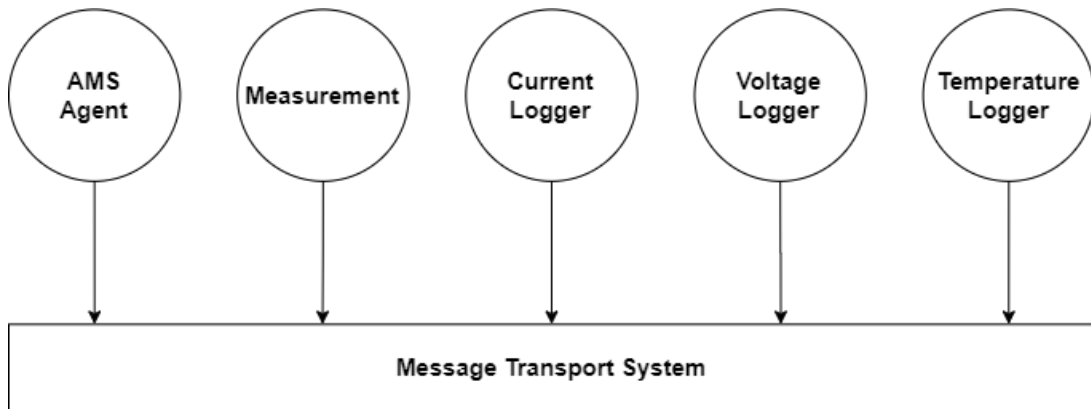 AMS
Agent
Measurement
Current
Logger
Voltage
Logger
Temperature
Logger
Message Transport System